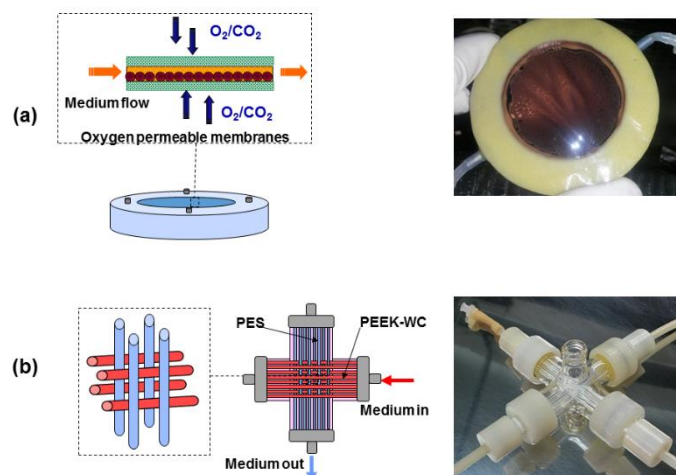 (a)
O2/CO2
Medium flow
O2/CO2
Oxygen permeable membranes
(b)
PES
PEEK-WC
Medium in
Medium out